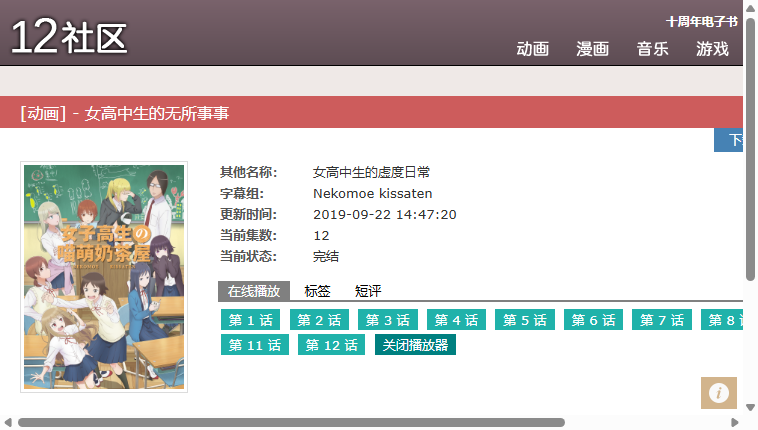 12社区
十周年电子书
动画 漫画 音乐 游戏
[动画] - 女高中生的无所事事
女子高生の
喵萌奶茶屋
NEKOMOE KISSATEN
其他名称: 女高中生的虚度日常
字幕组: Nekomoe kissaten
更新时间: 2019-09-22 14:47:20
当前集数: 12
当前状态: 完结
在线播放 标签 短评
第 1 话 第 2 话 第 3 话 第 4 话 第 5 话 第 6 话 第 7 话 第 8
第 11 话 第 12 话 关闭播放器